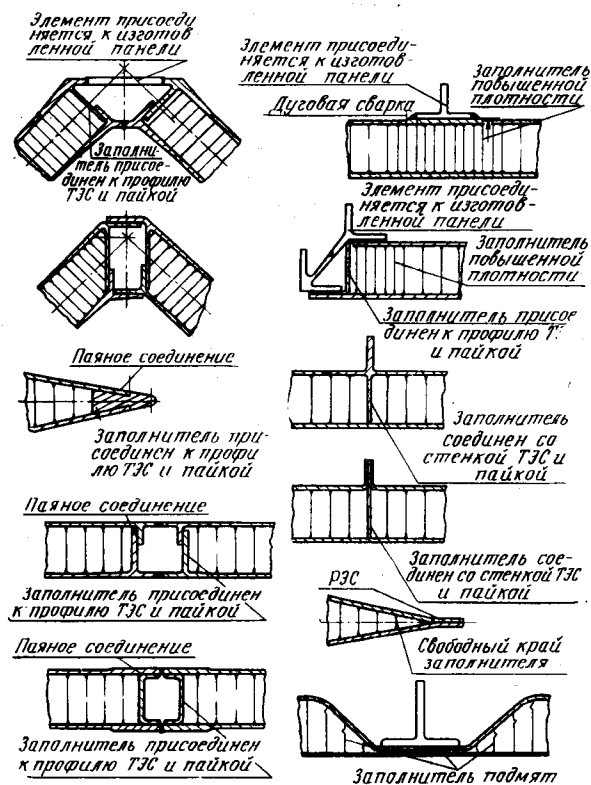 Элемент присоеди
няется к изготов
ленной панели
Заполни-
тель присое-
динен к профилю
ТЭС и пайкой
Паяное соединение
Заполнитель при-
соединен к профи
лю ТЭС и пайкой
Паяное соединение
Заполнитель присоединен
к профилю ТЭС и пайкой
Паяное соединение
Заполнитель присоединен
к профилю ТЭС и пайкой
Элемент присоеди-
няется к изготов
ленной панели
Дуговая сварка
Заполнитель
повышенной
плотности
Элемент присоеди-
няется к изготов-
ленной панели
Заполнитель
повышенной
плотности
Заполнитель присое
динен к профилю Т:
и пайкой
Заполнитель
соединен со
стенкой ТЭС и
пайкой
Заполнитель сое-
динен со стенкой ТЭС
и пайкой
РЭС
Свободный край
заполнителя
Заполнитель подмят